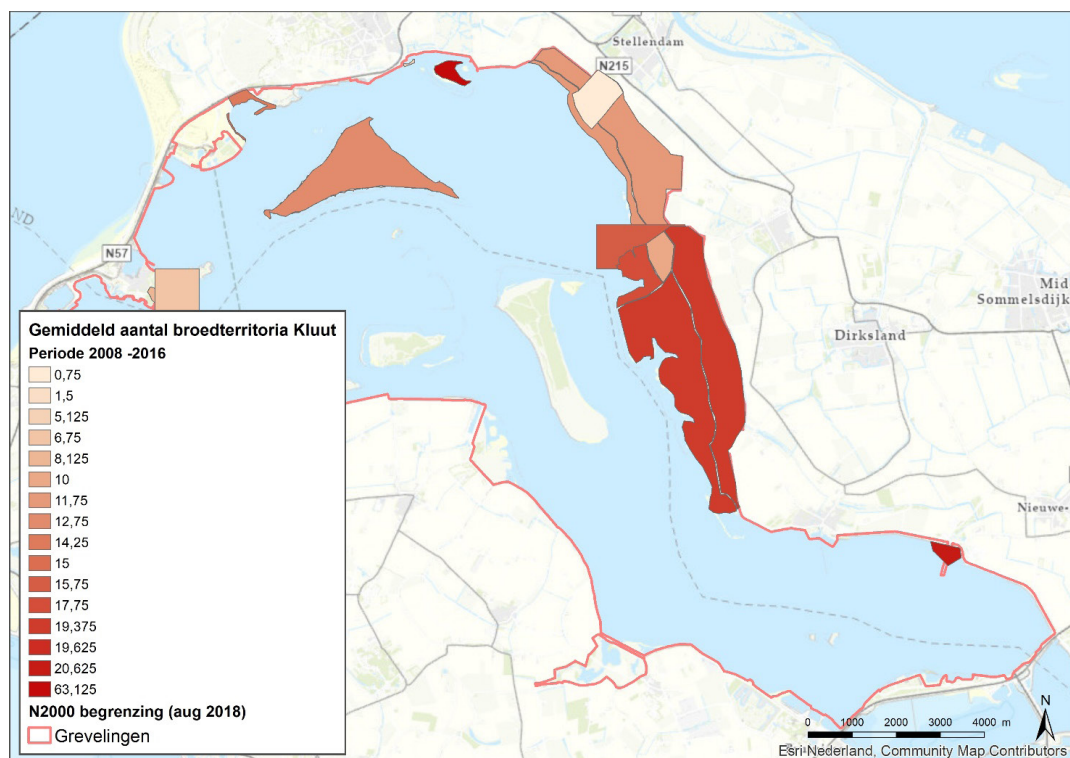 Stellendam
N215
ND
N57
Mid
Sommelsdijk
Dirksland
Nieuwe-
Gemiddeld aantal broedterritoria Kluut
Periode 2008 -2016
0,75
1,5
5,125
6,75
8,125
10
11,75
12,75
14,25
15
15,75
17,75
19,375
19,625
20,625
63,125
N2000 begrenzing (aug 2018)
Grevelingen
N
0 1000 2000 3000 4000 m
Esri Nederland, Community Map Contributors